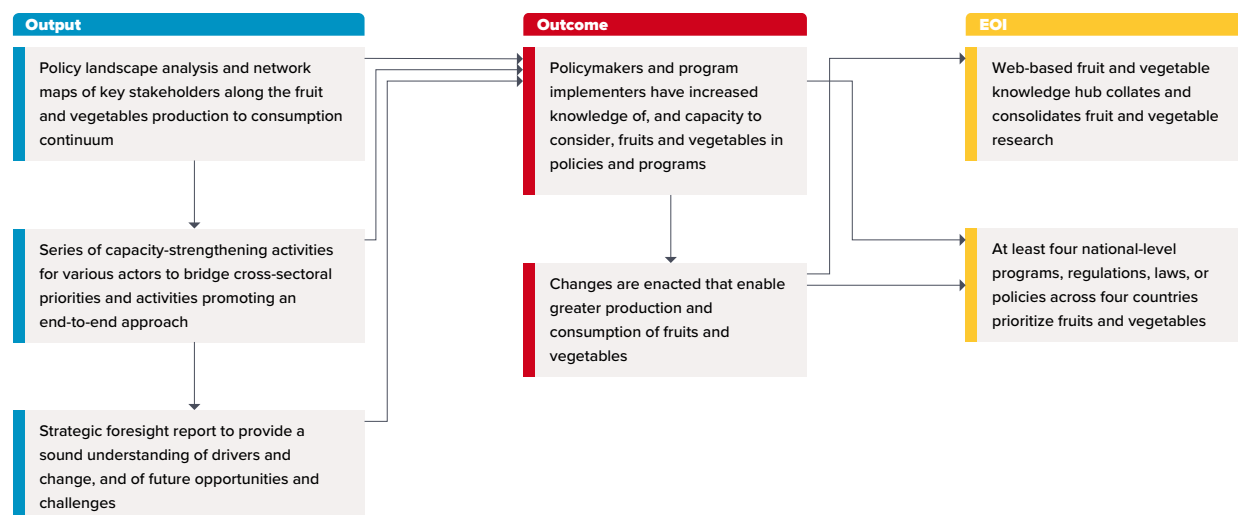 Output
Policy landscape analysis and network
maps of key stakeholders along the fruit
and vegetables production to consumption
continuum
Series of capacity-strengthening activities
for various actors to bridge cross-sectoral
priorities and activities promoting an
end-to-end approach
Strategic foresight report to provide a
sound understanding of drivers and
change, and of future opportunities and
challenges
Outcome
Policymakers and program
implementers have increased
knowledge of, and capacity to
consider, fruits and vegetables in
policies and programs
Changes are enacted that enable
greater production and
consumption of fruits and
vegetables
EOI
Web-based fruit and vegetable
knowledge hub collates and
consolidates fruit and vegetable
research
At least four national-level
programs, regulations, laws, or
policies across four countries
prioritize fruits and vegetables